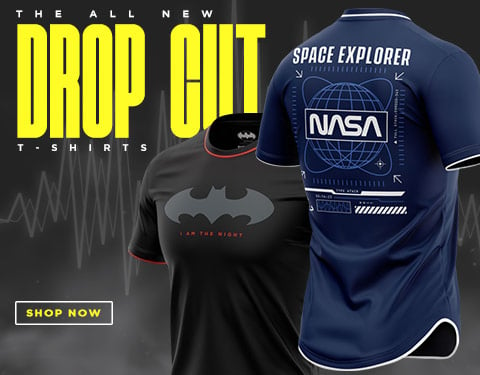 THE ALL NEW
DROP CUT
T-SHIRTS
SPACE EXPLORER
NASA
I AM THE NIGHT
SHOP NOW